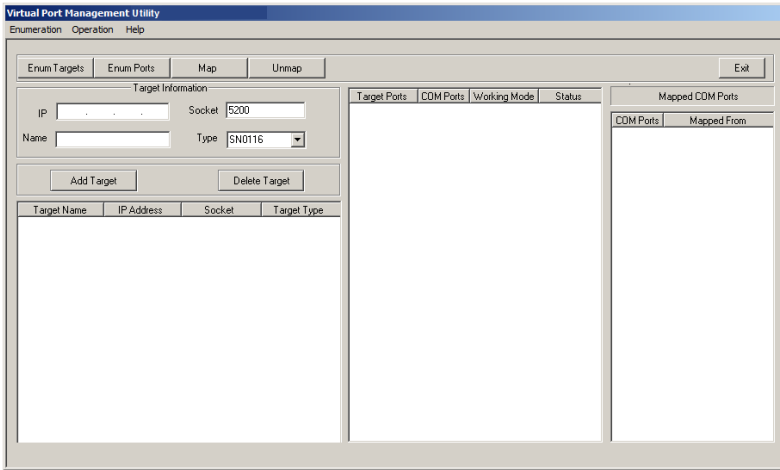 Virtual Port Management Utility
Enumeration Operation Help
Enum Targets Enum Ports Map Unmap Exit
Target Information
IP . . . Socket 5200
Name Type SN0116
Add Target Delete Target
Target Name IP Address Socket Target Type
Target Ports COM Ports Working Mode Status
Mapped COM Ports
COM Ports Mapped From